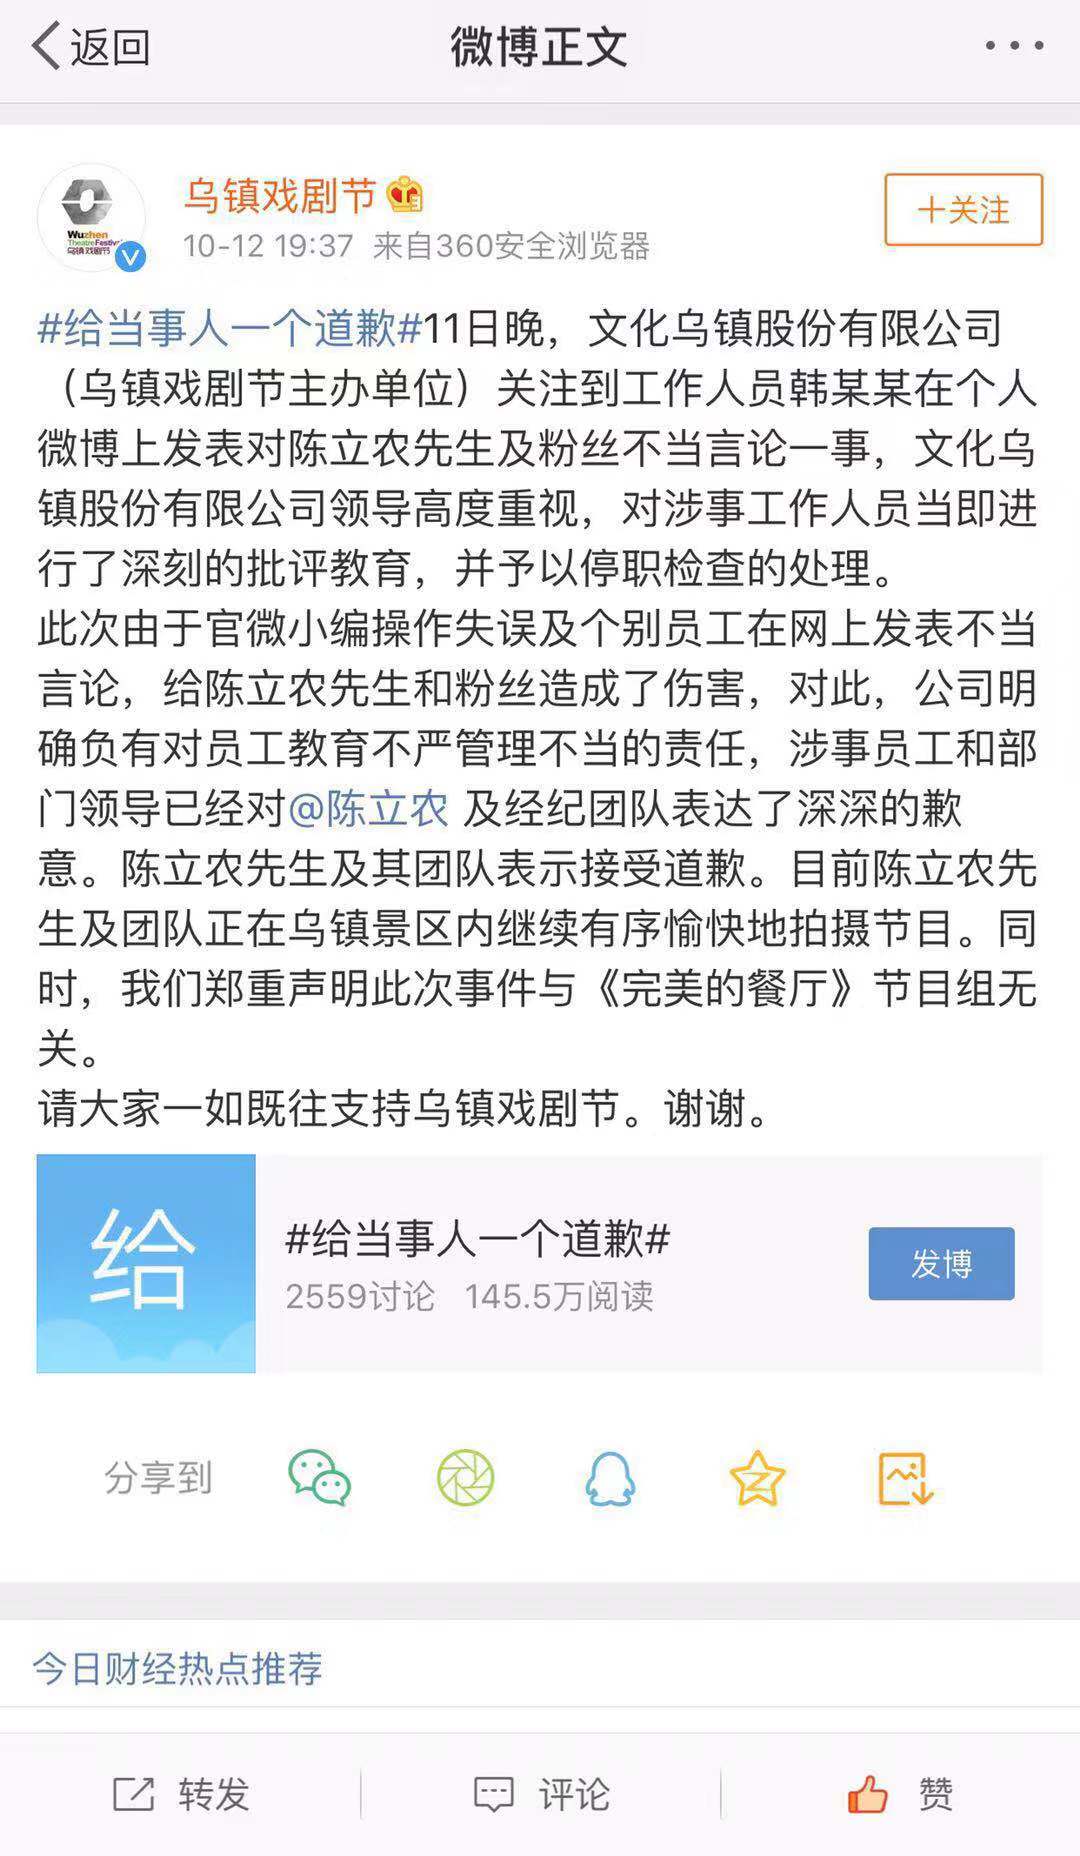 返回
微博正文
乌镇戏剧节
+关注
10-12 19:37 来自360安全浏览器
Wuzhen
Theatre Festival
乌镇戏剧节
#给当事人一个道歉#11日晚，文化乌镇股份有限公司
（乌镇戏剧节主办单位）关注到工作人员韩某某在个人
微博上发表对陈立农先生及粉丝不当言论一事，文化乌
镇股份有限公司领导高度重视，对涉事工作人员当即进
行了深刻的批评教育，并予以停职检查的处理。
此次由于官微小编操作失误及个别员工在网上发表不当
言论，给陈立农先生和粉丝造成了伤害，对此，公司明
确负有对员工教育不严管理不当的责任，涉事员工和部
门领导已经对@陈立农 及经纪团队表达了深深的歉
意。陈立农先生及其团队表示接受道歉。目前陈立农先
生及团队正在乌镇景区内继续有序愉快地拍摄节目。同
时，我们郑重声明此次事件与《完美的餐厅》节目组无
关。
请大家一如既往支持乌镇戏剧节。谢谢。
给
#给当事人一个道歉#
2559讨论 145.5万阅读
发博
分享到
今日财经热点推荐
转发
评论
赞